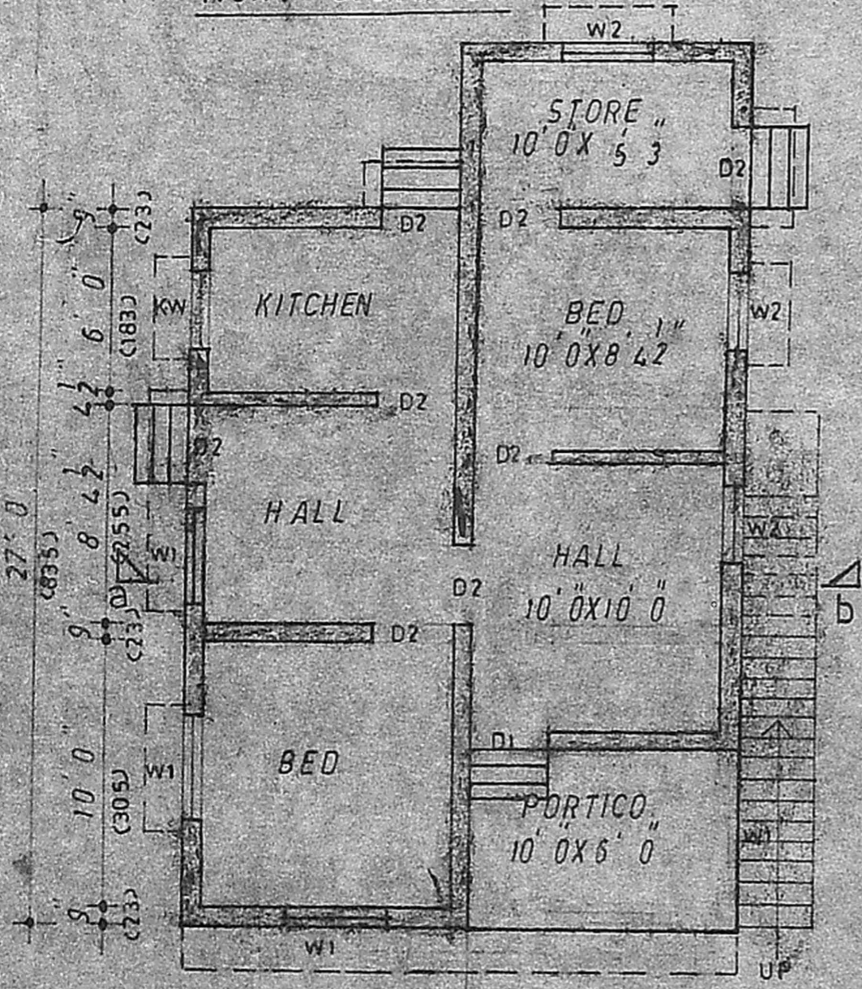 W2
STORE
10' 0"X 5' 3"
D2
D2
D2
KITCHEN
KW
BED
10' 0"X8' 4½"
W2
D2
D2
D2
HALL
W1
HALL
10' 0"X10' 0"
D2
W2
D2
b
BED
W1
D1
PORTICO
10' 0"X6' 0"
W1
W1
UP
9"
(23)
6' 0"
(183)
4½"
8' 4½"
(255)
9"
(23)
10' 0"
(305)
9"
(23)
27' 0"
(835)